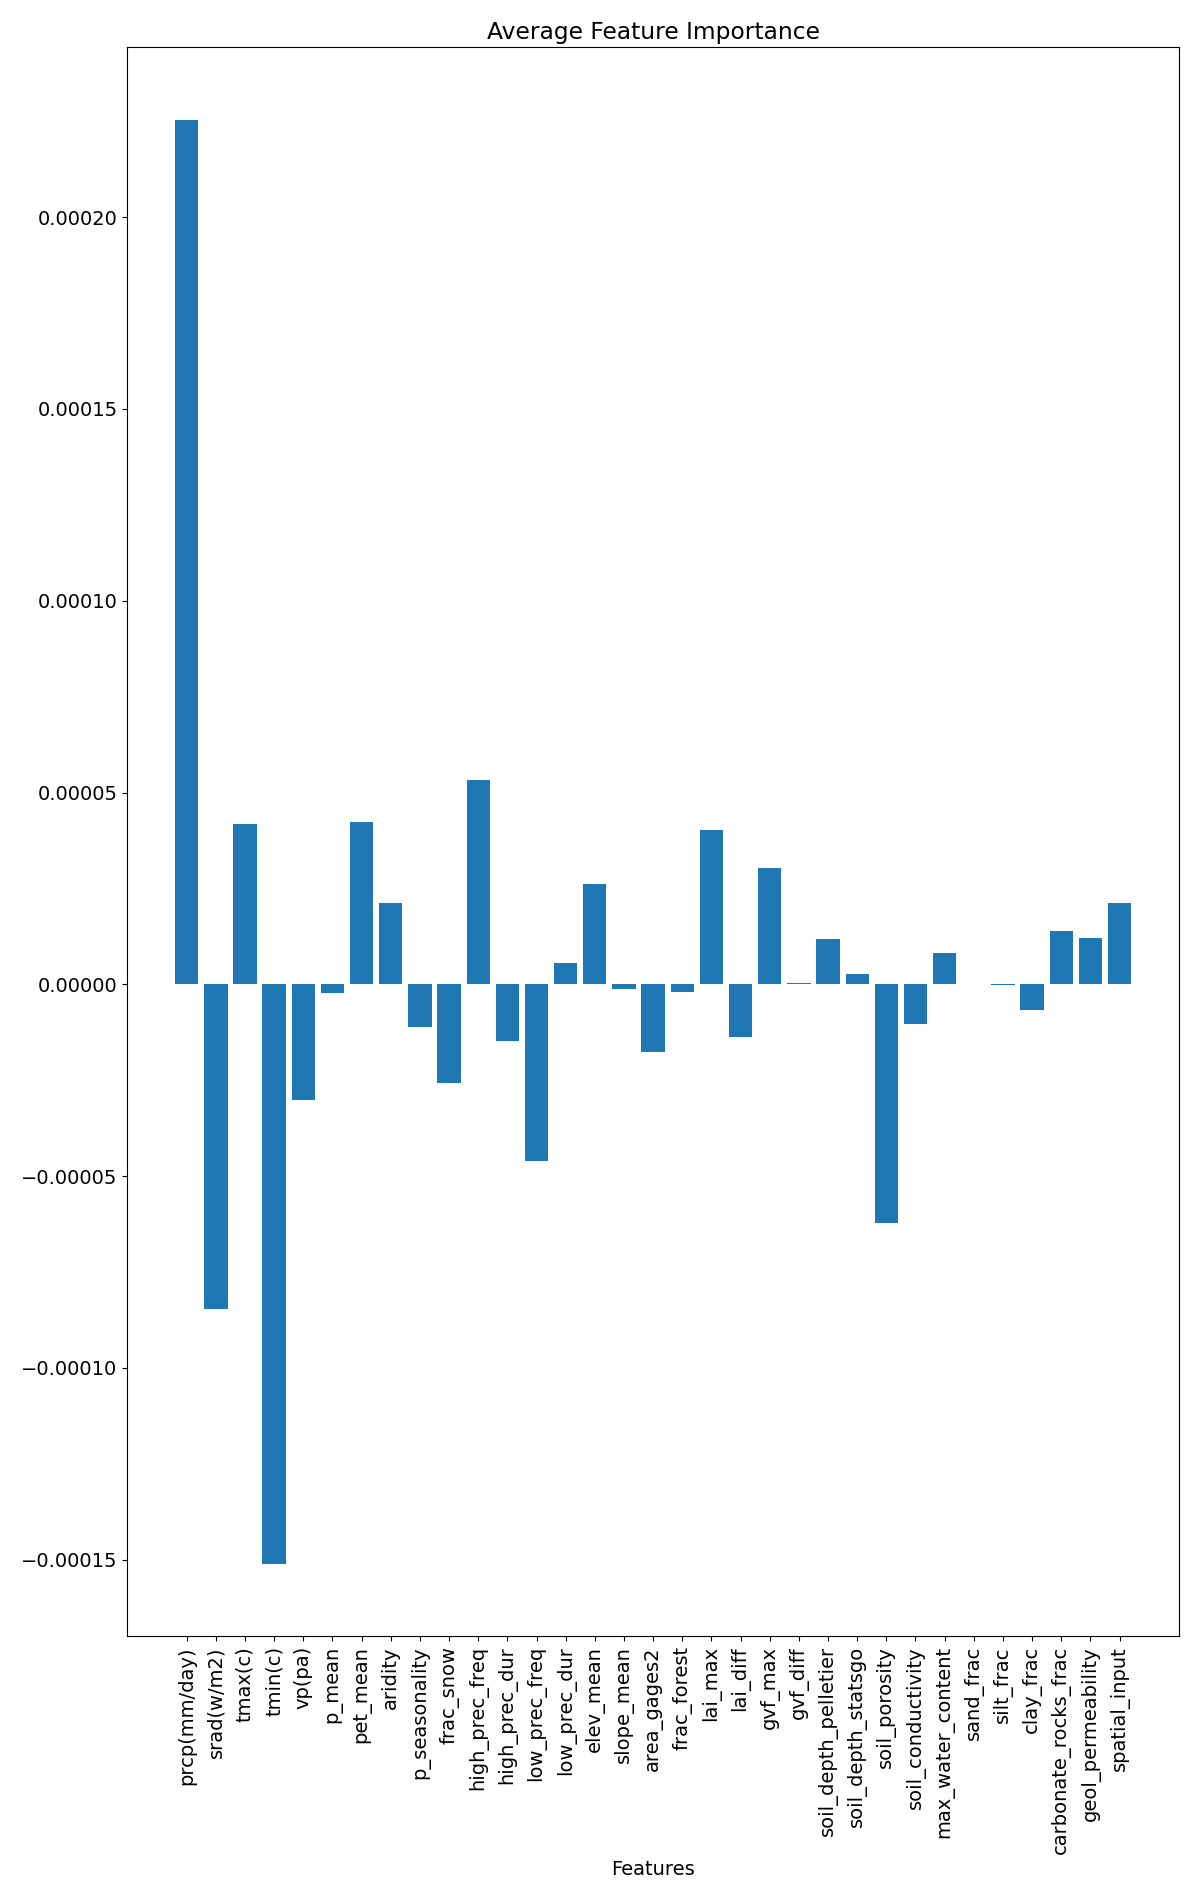 Average Feature Importance
0.00020
0.00015
0.00010
0.00005
0.00000
−0.00005
−0.00010
−0.00015
prcp(mm/day)
srad(w/m2)
tmax(c)
tmin(c)
vp(pa)
p_mean
pet_mean
aridity
p_seasonality
frac_snow
high_prec_freq
high_prec_dur
low_prec_freq
low_prec_dur
elev_mean
slope_mean
area_gages2
frac_forest
lai_max
lai_diff
gvf_max
gvf_diff
soil_depth_pelletier
soil_depth_statsgo
soil_porosity
soil_conductivity
max_water_content
sand_frac
silt_frac
clay_frac
carbonate_rocks_frac
geol_permeability
spatial_input
Features